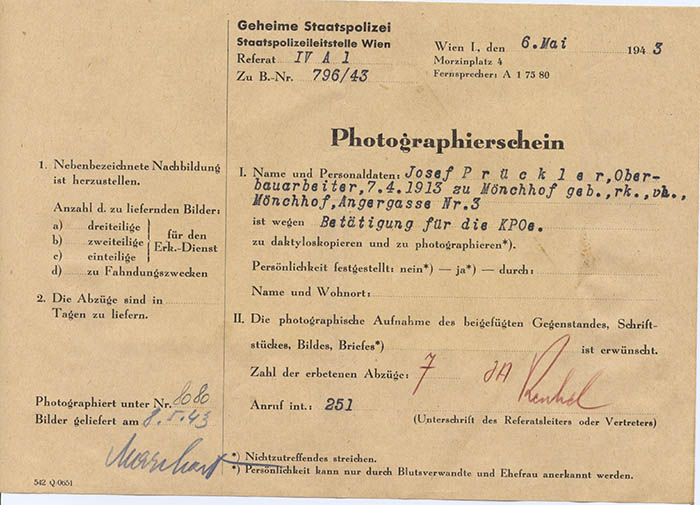 Geheime Staatspolizei
Staatspolizeileitstelle Wien
Referat IV A 1
Zu B.-Nr. 796/43
Wien I., den 6. Mai 1943
Morzinplatz 4
Fernsprecher: A 1 75 80
Photographierschein
1. Nebenbezeichnete Nachbildung
ist herzustellen.
Anzahl d. zu liefernden Bilder:
a) dreiteilige
b) zweiteilige
c) einteilige
für den
Erk.-Dienst
d) zu Fahndungszwecken
2. Die Abzüge sind in
Tagen zu liefern.
Photographiert unter Nr. 8080
Bilder geliefert am 8.5.43
I. Name und Personaldaten: Josef Prückler, Ober-
bauarbeiter, 7.4.1913 zu Mönchhof geb., rk., vh.,
Mönchhof, Angergasse Nr.3
ist wegen Betätigung für die KPOe.
zu daktyloskopieren und zu photographieren*).
Persönlichkeit festgestellt: nein*) — ja*) — durch:
Name und Wohnort:
II. Die photographische Aufnahme des beigefügten Gegenstandes, Schrift-
stückes, Bildes, Briefes*) ist erwünscht.
Zahl der erbetenen Abzüge: 7
Anruf int.: 251
(Unterschrift des Referatsleiters oder Vertreters)
*) Nichtzutreffendes streichen.
*) Persönlichkeit kann nur durch Blutsverwandte und Ehefrau anerkannt werden.
542 Q/0651